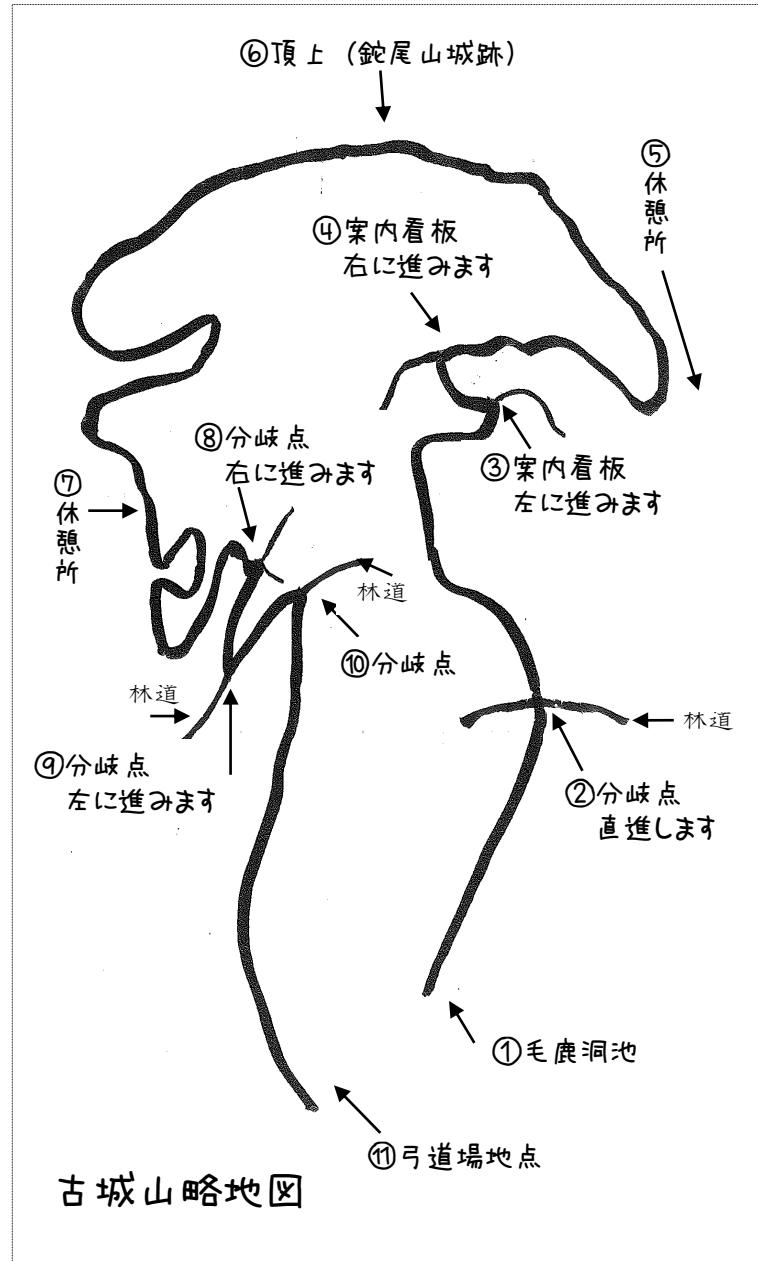 ⑥頂上(鉈尾山城跡)
⑤休憩所
④案内看板
右に進みます
⑧分岐点
右に進みます
③案内看板
左に進みます
⑦休憩所
林道
⑩分岐点
林道
林道
⑨分岐点
左に進みます
②分岐点
直進します
①毛鹿洞池
⑪弓道場地点
古城山略地図